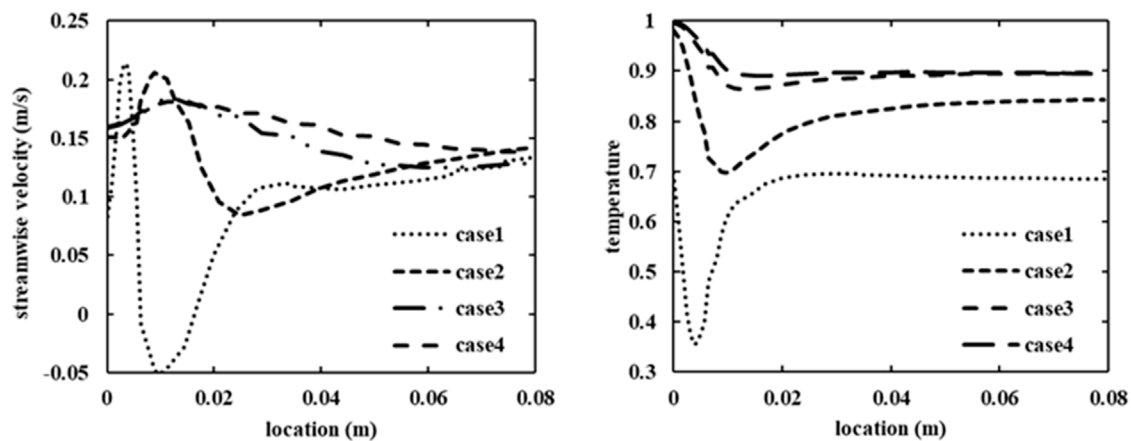 0.25
0.2
0.15
0.1
0.05
0
-0.05
streamwise velocity (m/s)
case1
case2
case3
case4
0 0.02 0.04 0.06 0.08
location (m)
1
0.9
0.8
0.7
0.6
0.5
0.4
0.3
temperature
case1
case2
case3
case4
0 0.02 0.04 0.06 0.08
location (m)